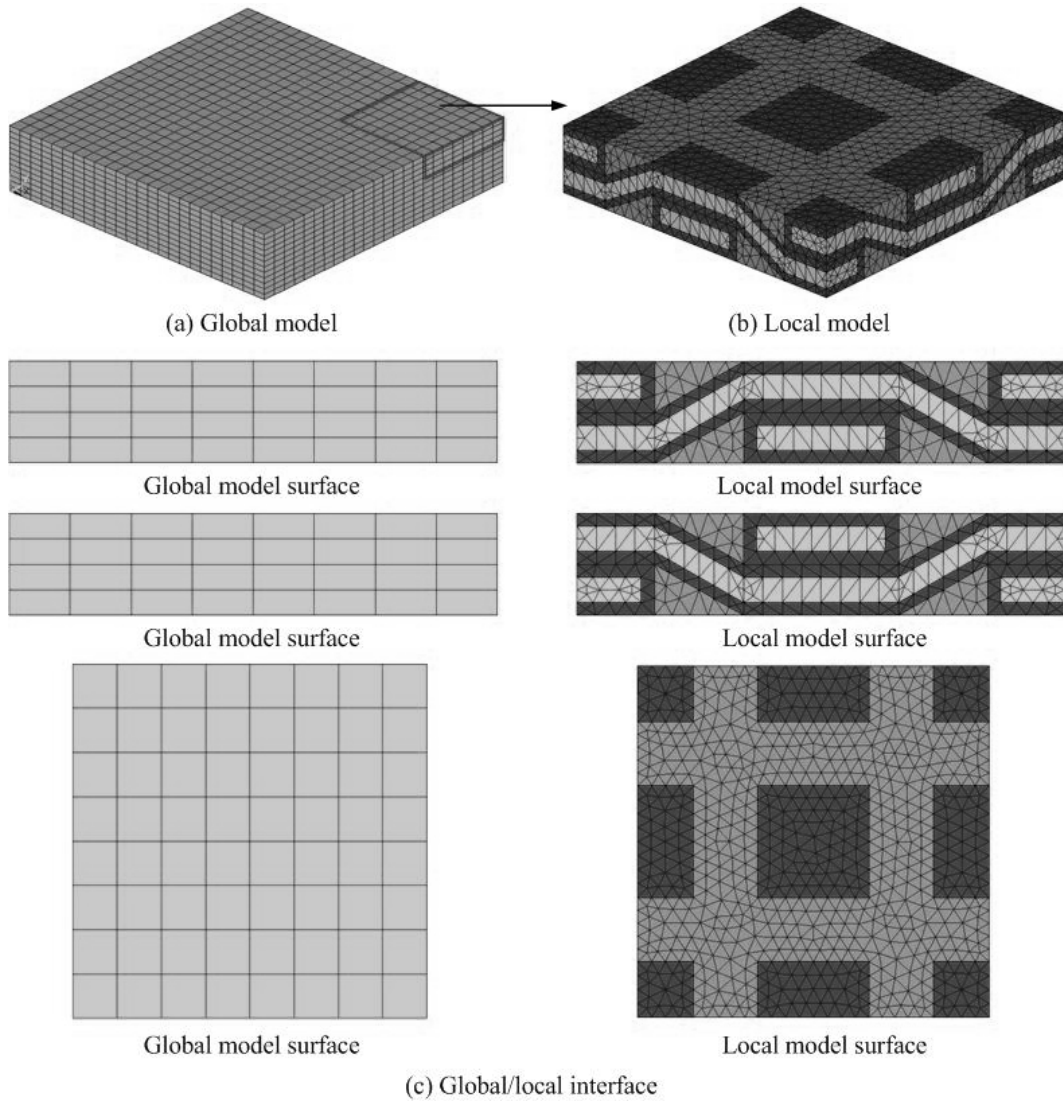 (a) Global model
(b) Local model
Global model surface
Local model surface
Global model surface
Local model surface
Global model surface
Local model surface
(c) Global/local interface